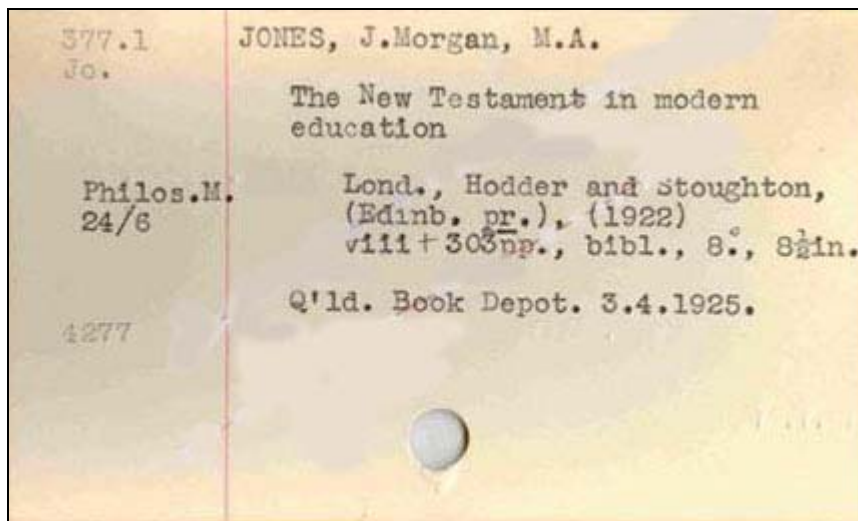 377.1 JONES, J.Morgan, M.A.
Jo.
The New Testament in modern
education
Philos.M. Lond., Hodder and Stoughton,
24/6 (Edinb. pr.), (1922)
viii+303pp., bibl., 8°., 8½in.
Q'ld. Book Depot. 3.4.1925.
4277